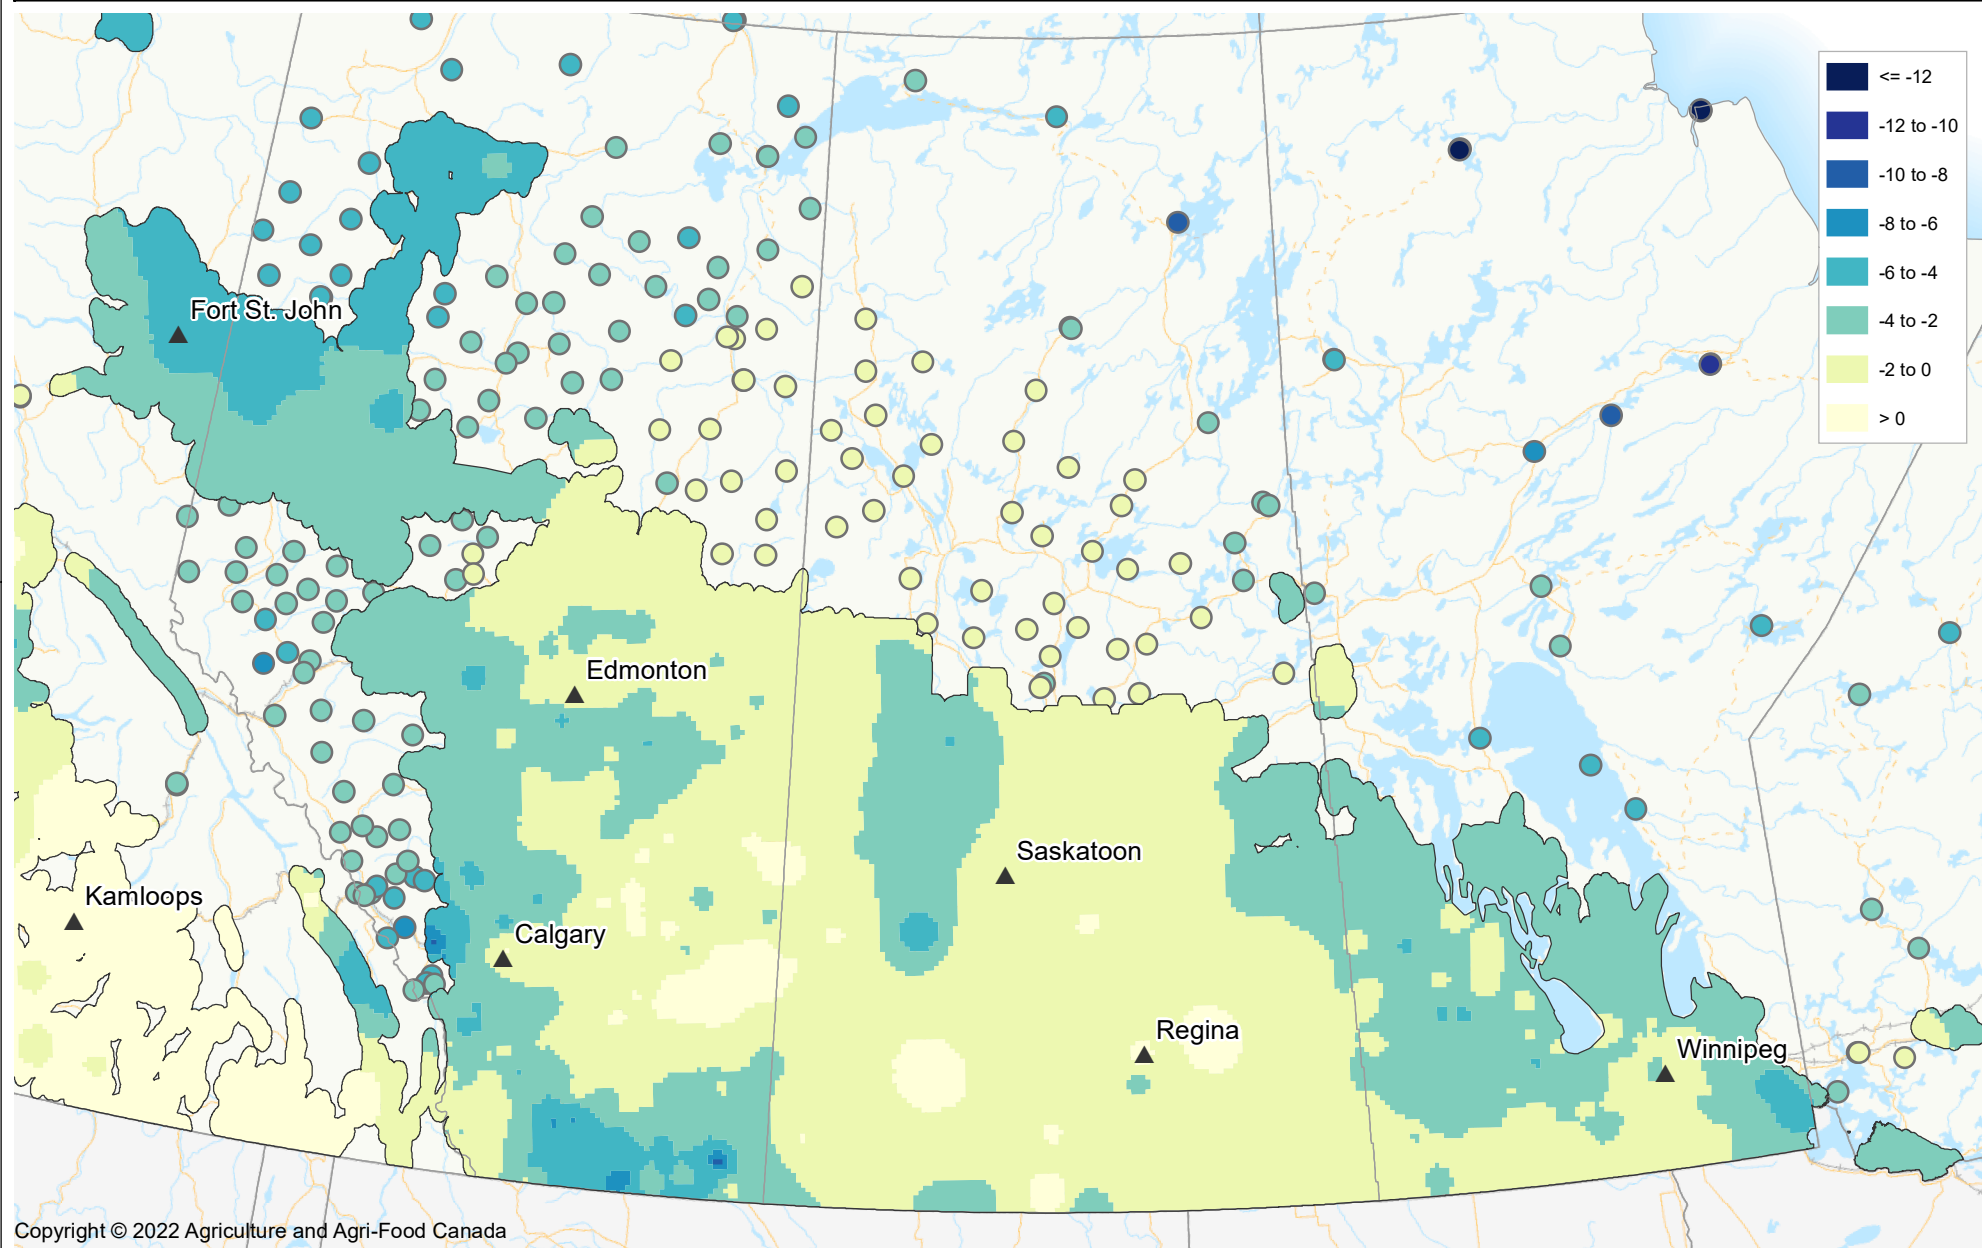 <= -12
-12 to -10
-10 to -8
-8 to -6
-6 to -4
-4 to -2
-2 to 0
> 0
Fort St. John
Edmonton
Saskatoon
Kamloops
Calgary
Regina
Winnipeg
Copyright © 2022 Agriculture and Agri-Food Canada